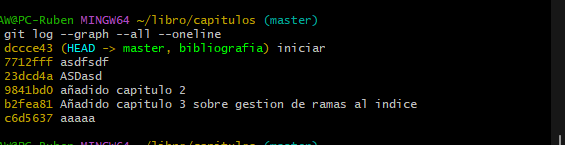 AW@PC-Ruben MINGW64 ~/libro/capitulos (master)
git log --graph --all --oneline
dccce43 (HEAD -> master, bibliografia) iniciar
7712fff asdfsdf
23dcd4a ASDasd
9841bd0 añadido capitulo 2
b2fea81 Añadido capitulo 3 sobre gestion de ramas al indice
c6d5637 aaaaa
AW@PC-Ruben MINGW64 ~/libro/capitulos (master)